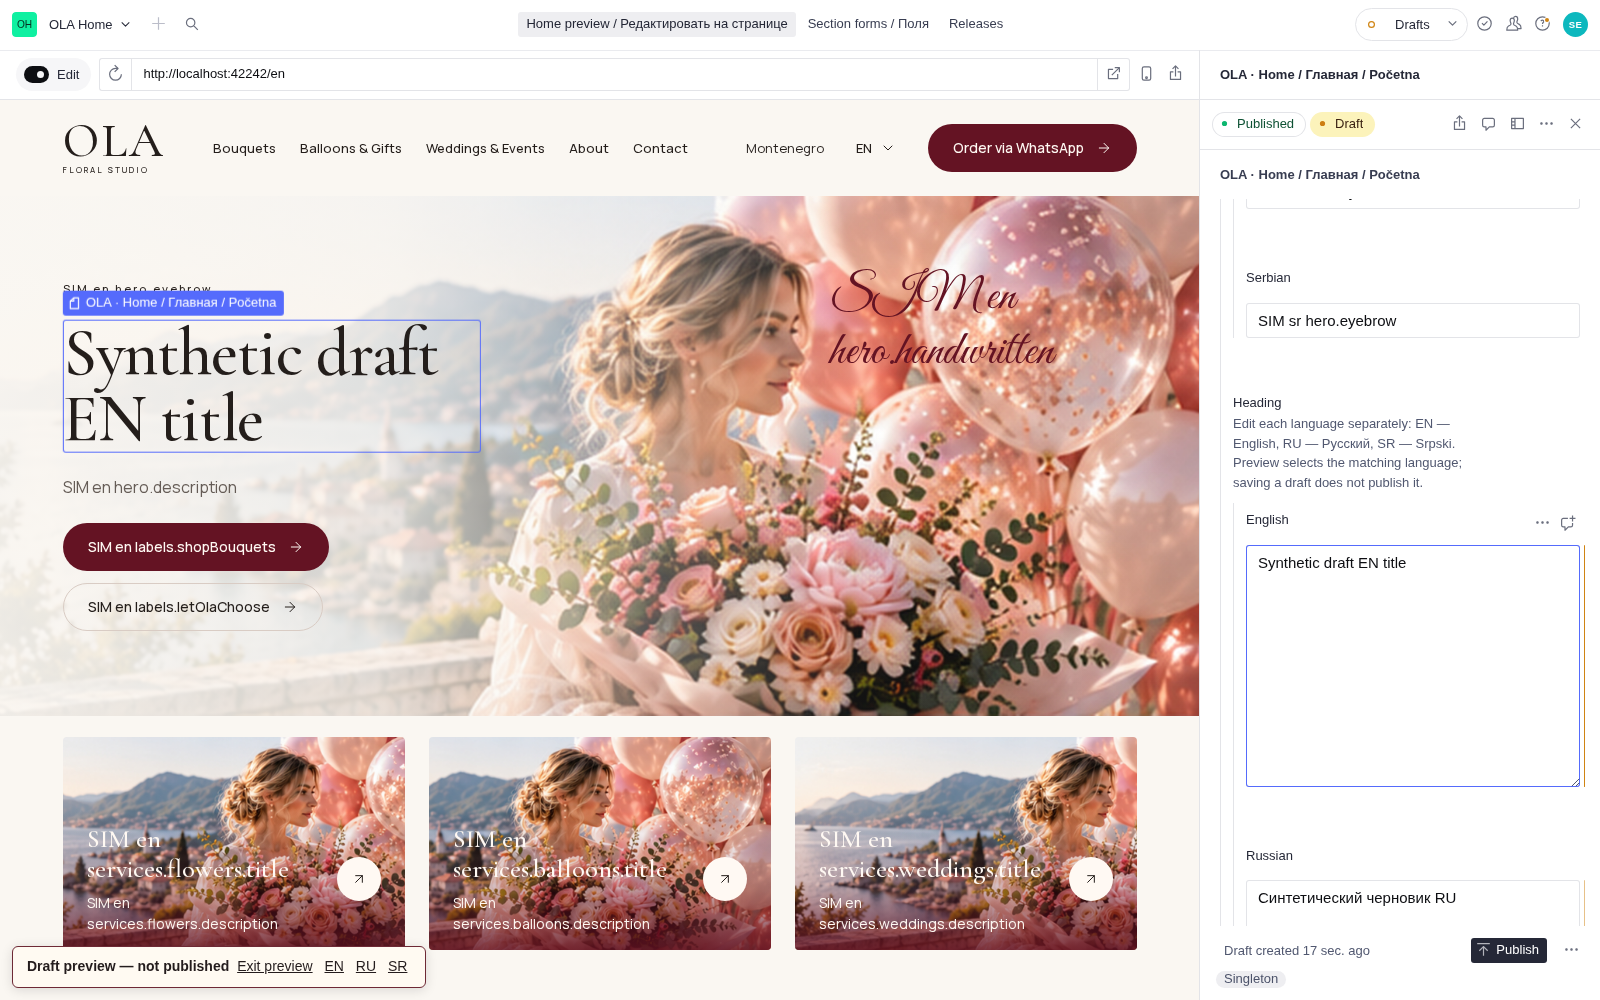 OH OLA Home
Home preview / Редактировать на странице
Section forms / Поля
Releases
Drafts
SE
Edit
http://localhost:42242/en
OLA · Home / Главная / Početna
OLA
FLORAL STUDIO
Bouquets
Balloons & Gifts
Weddings & Events
About
Contact
Montenegro
EN
Order via WhatsApp
Published
Draft
OLA · Home / Главная / Početna
SIM en hero.eyebrow
OLA · Home / Главная / Početna
Synthetic draft
EN title
SIM en
hero.handwritten
SIM en hero.description
SIM en labels.shopBouquets
SIM en labels.letOlaChoose
SIM en
services.flowers.title
SIM en
services.flowers.description
SIM en
services.balloons.title
SIM en
services.balloons.description
SIM en
services.weddings.title
SIM en
services.weddings.description
Draft preview — not published
Exit preview
EN
RU
SR
Serbian
SIM sr hero.eyebrow
Heading
Edit each language separately: EN —
English, RU — Русский, SR — Srpski.
Preview selects the matching language;
saving a draft does not publish it.
English
Synthetic draft EN title
Russian
Синтетический черновик RU
Draft created 17 sec. ago
Publish
Singleton